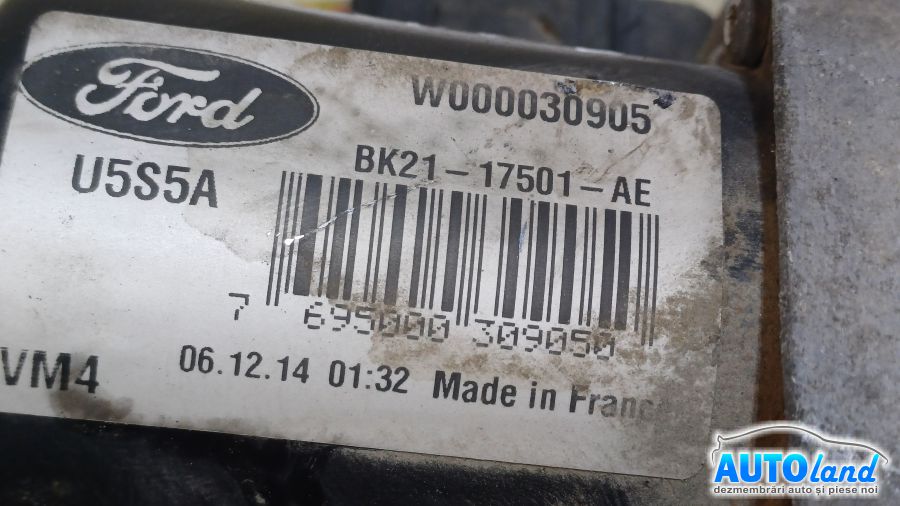 Ford
W000030905
U5S5A
BK21-17501-AE
7 695000 309050
VM4
06.12.14 01:32 Made in France
AUTOland
dezmembrări auto și piese noi